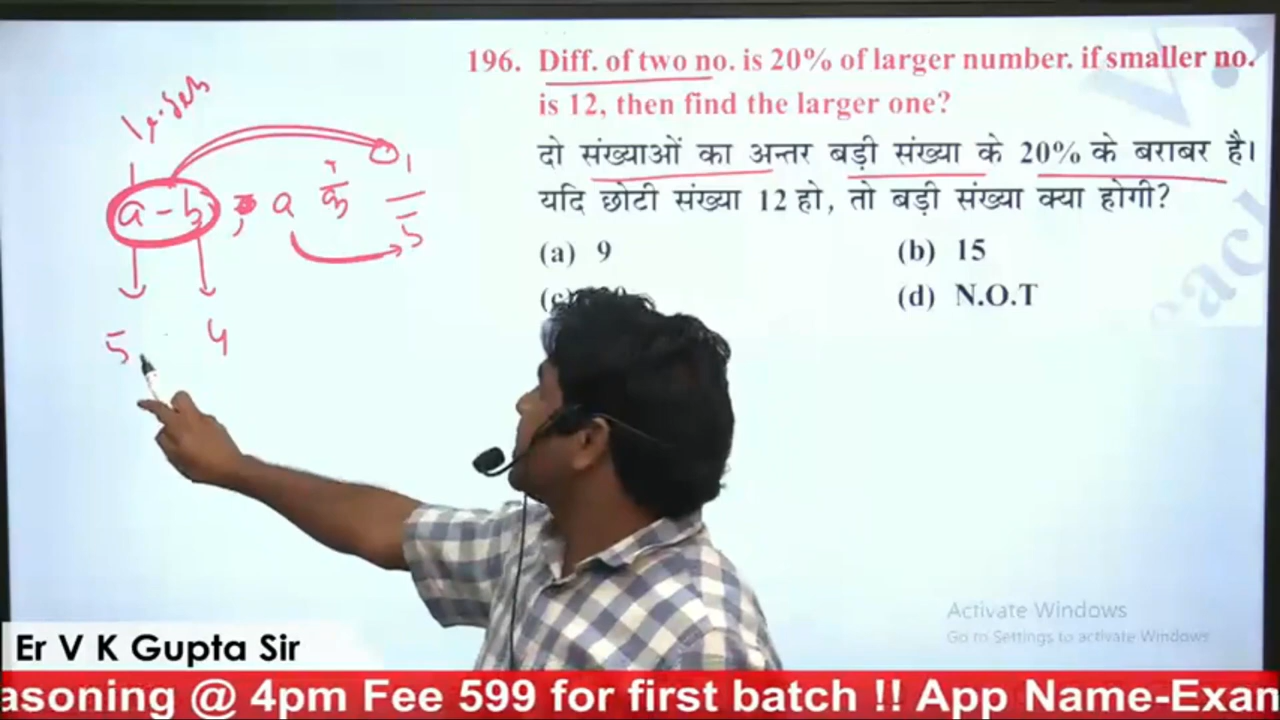 196. Diff. of two no. is 20% of larger number. if smaller no.
is 12, then find the larger one?
दो संख्याओं का अन्तर बड़ी संख्या के 20% के बराबर है।
यदि छोटी संख्या 12 हो, तो बड़ी संख्या क्या होगी?
(a) 9
(b) 15
(d) N.O.T
a - b
a का
1
5
5
4
Activate Windows
Go to Settings to activate Windows
Er V K Gupta Sir
asoning @ 4pm Fee 599 for first batch !! App Name-Exan